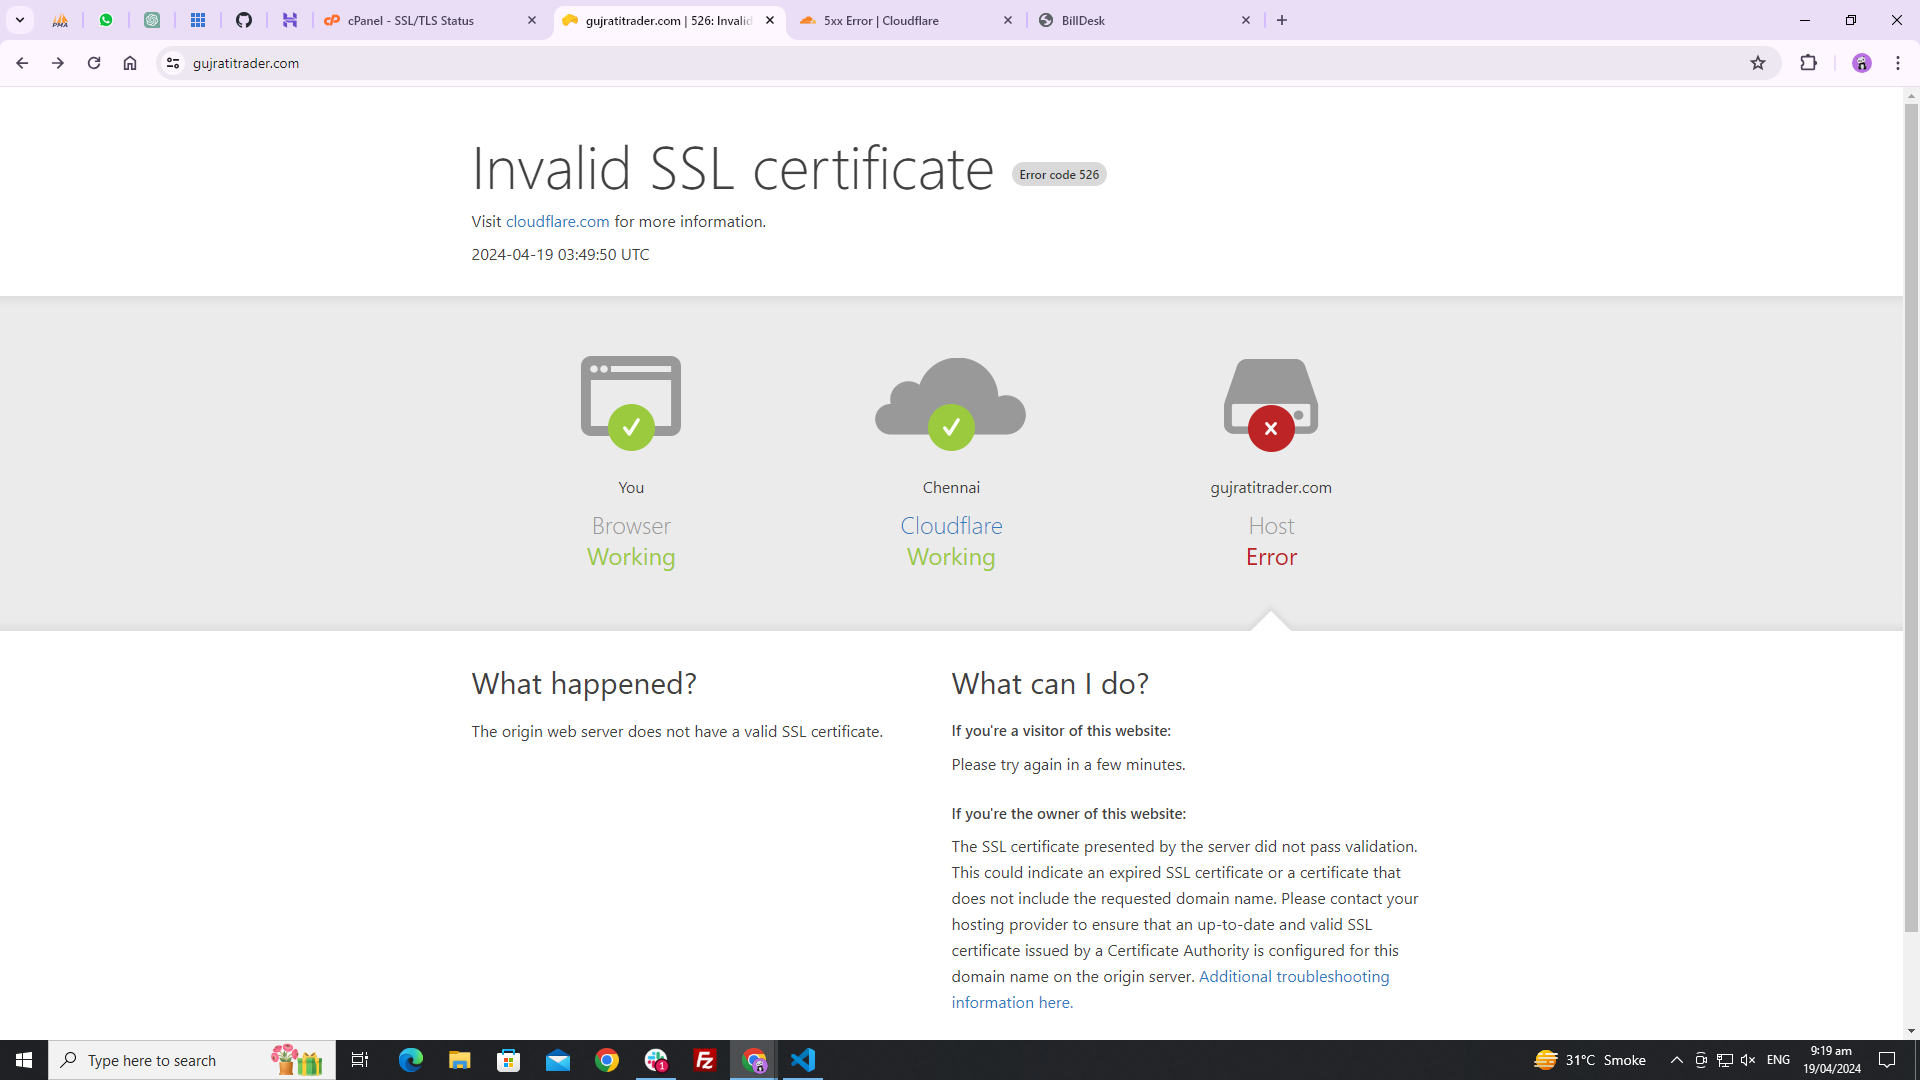 cPanel - SSL/TLS Status
gujratitrader.com | 526: Invalid
5xx Error | Cloudflare
BillDesk
gujratitrader.com
Invalid SSL certificate
Error code 526
Visit cloudflare.com for more information.
2024-04-19 03:49:50 UTC
You
Browser
Working
Chennai
Cloudflare
Working
gujratitrader.com
Host
Error
What happened?
The origin web server does not have a valid SSL certificate.
What can I do?
If you're a visitor of this website:
Please try again in a few minutes.
If you're the owner of this website:
The SSL certificate presented by the server did not pass validation.
This could indicate an expired SSL certificate or a certificate that
does not include the requested domain name. Please contact your
hosting provider to ensure that an up-to-date and valid SSL
certificate issued by a Certificate Authority is configured for this
domain name on the origin server. Additional troubleshooting
information here.
Type here to search
1
31°C Smoke
ENG
9:19 am
19/04/2024